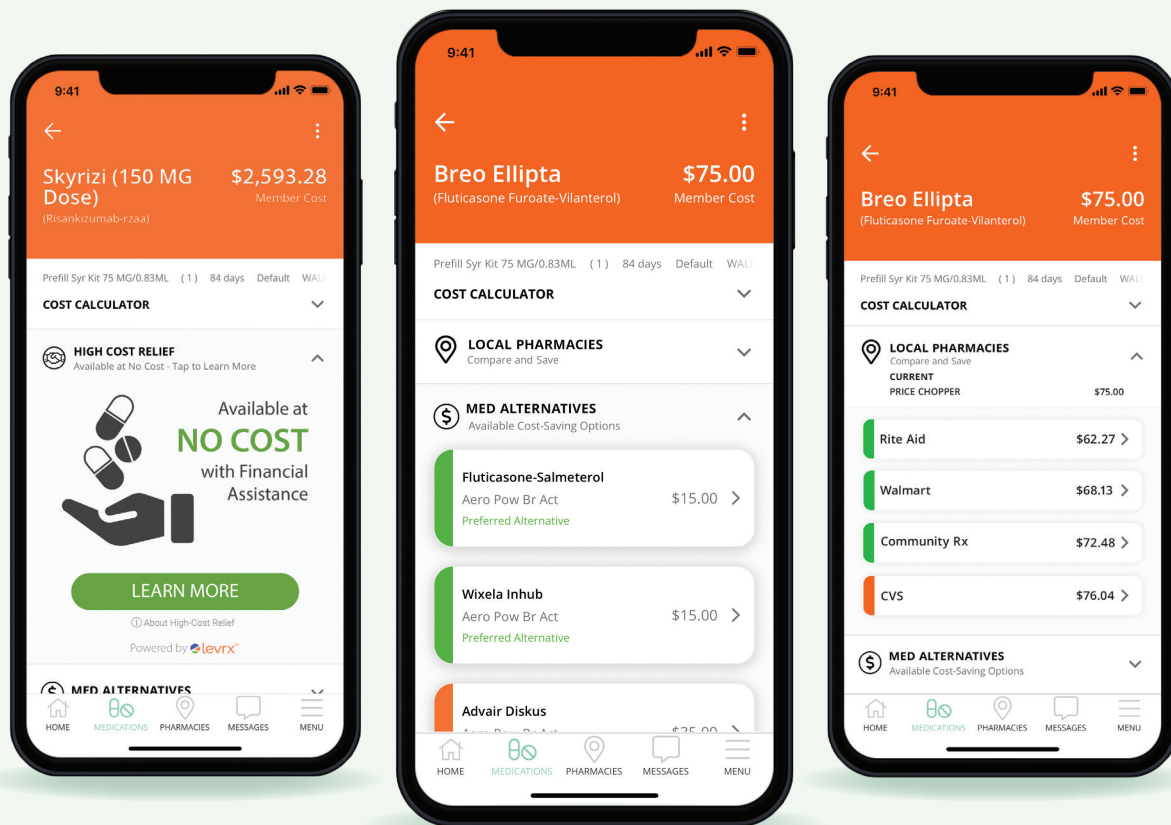 9:41
Skyrizi (150 MG
Dose)
$2,593.28
Member Cost
(Risankizumab-rzaa)
Prefill Syr Kit 75 MG/0.83ML (1) 84 days Default
COST CALCULATOR
HIGH COST RELIEF
Available at No Cost - Tap to Learn More
Available at
NO COST
with Financial
Assistance
LEARN MORE
About High-Cost Relief
Powered by levrx
MED ALTERNATIVES
HOME MEDICATIONS PHARMACIES MESSAGES MENU
9:41
Breo Ellipta
$75.00
(Fluticasone Furoate-Vilanterol)
Member Cost
Prefill Syr Kit 75 MG/0.83ML (1) 84 days Default
COST CALCULATOR
LOCAL PHARMACIES
Compare and Save
$ MED ALTERNATIVES
Available Cost-Saving Options
Fluticasone-Salmeterol
Aero Pow Br Act
$15.00
Preferred Alternative
Wixela Inhub
Aero Pow Br Act
$15.00
Preferred Alternative
Advair Diskus
HOME MEDICATIONS PHARMACIES MESSAGES MENU
9:41
Breo Ellipta
$75.00
(Fluticasone Furoate-Vilanterol)
Member Cost
Prefill Syr Kit 75 MG/0.83ML (1) 84 days Default
COST CALCULATOR
LOCAL PHARMACIES
Compare and Save
CURRENT
PRICE CHOPPER $75.00
Rite Aid $62.27
Walmart $68.13
Community Rx $72.48
CVS $76.04
$ MED ALTERNATIVES
Available Cost-Saving Options
HOME MEDICATIONS PHARMACIES MESSAGES MENU